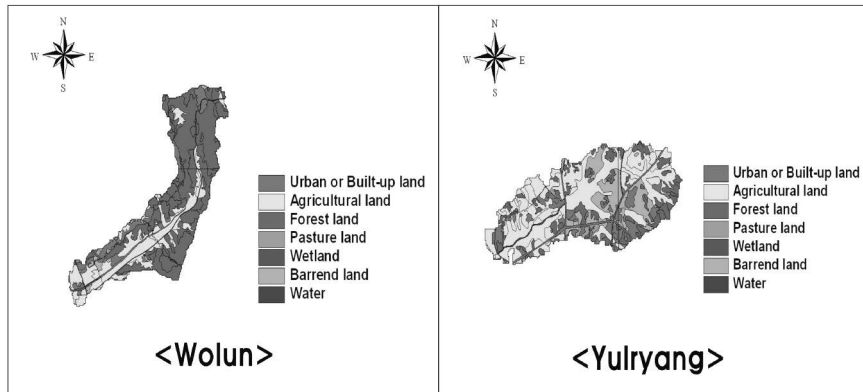 N
W E
S
Urban or Built-up land
Agricultural land
Forest land
Pasture land
Wetland
Barrend land
Water
<Wolun>
N
W E
S
Urban or Built-up land
Agricultural land
Forest land
Pasture land
Wetland
Barrend land
Water
<Yulryang>